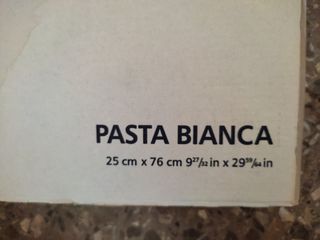 PASTA BIANCA
25 cm x 76 cm 9²⁷/₃₂ in x 29⁵⁹/₆₄ in